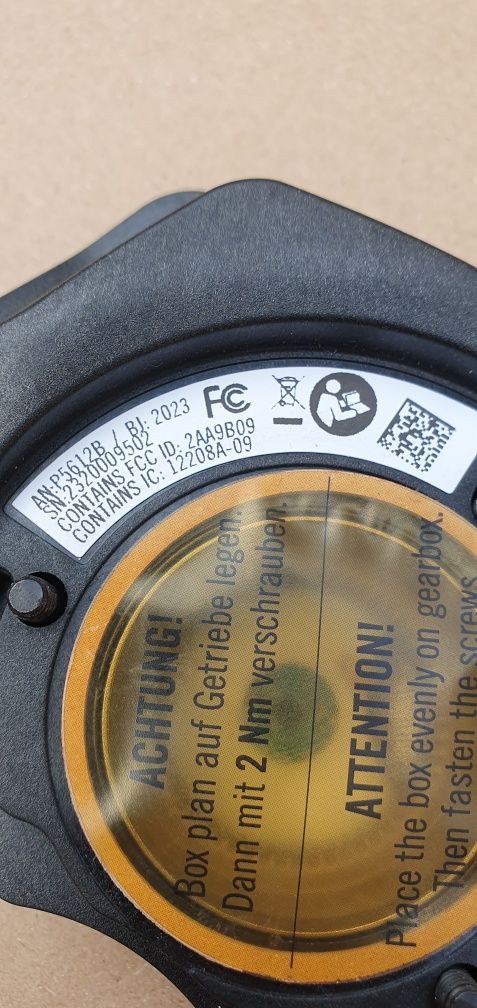 AN:P5612B / BJ: 2023
SN:2320009502
CONTAINS FCC ID: 2AA9B09
CONTAINS IC: 12208A-09
FC
ACHTUNG!
Box plan auf Getriebe legen.
Dann mit 2 Nm verschrauben.
ATTENTION!
Place the box evenly on gearbox.
Then fasten the screws